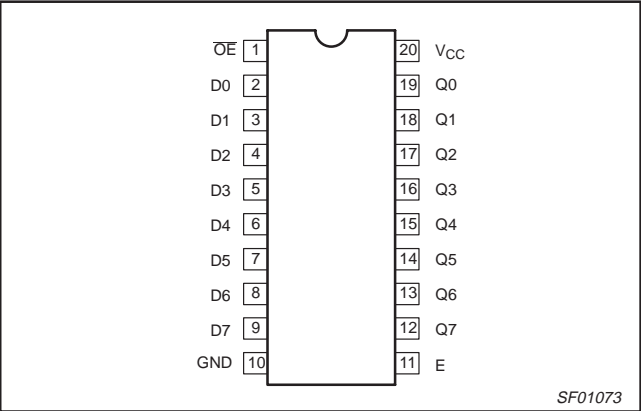 O̅E̅ 1 20 VCC
D0 2 19 Q0
D1 3 18 Q1
D2 4 17 Q2
D3 5 16 Q3
D4 6 15 Q4
D5 7 14 Q5
D6 8 13 Q6
D7 9 12 Q7
GND 10 11 E
SF01073